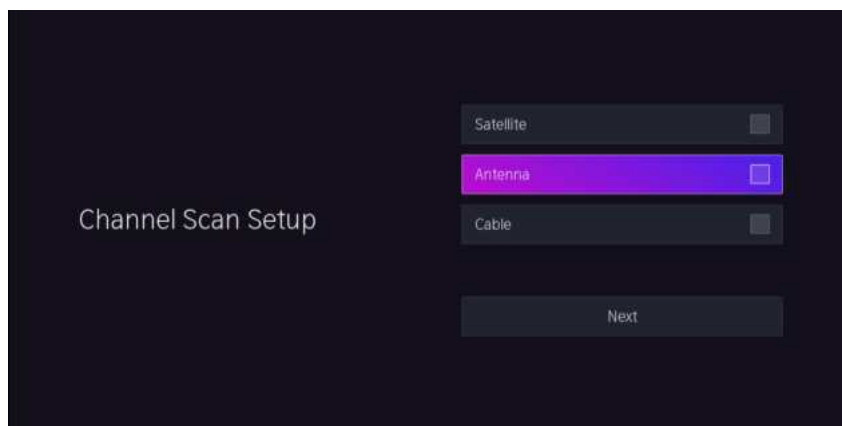 Channel Scan Setup
Satellite
Antenna
Cable
Next